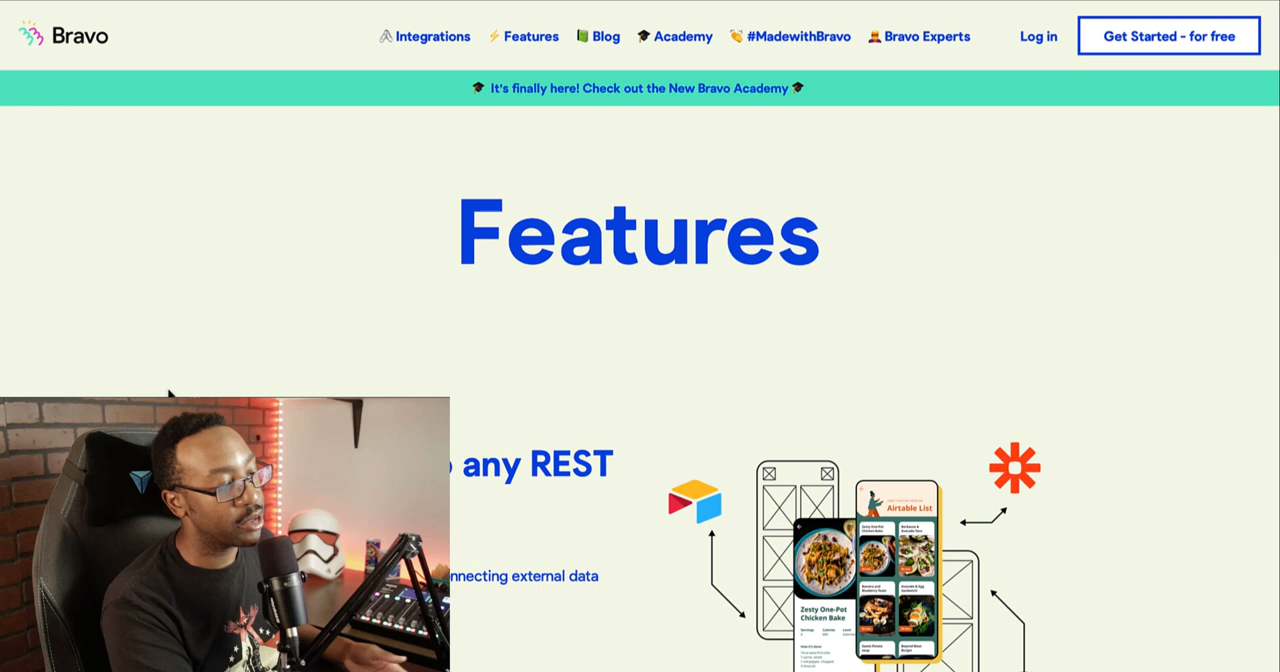 Bravo
Integrations
Features
Blog
Academy
#MadewithBravo
Bravo Experts
Log in
Get Started - for free
It's finally here! Check out the New Bravo Academy
Features
any REST
nnecting external data
Airtable List
Zesty One-Pot
Chicken Bake